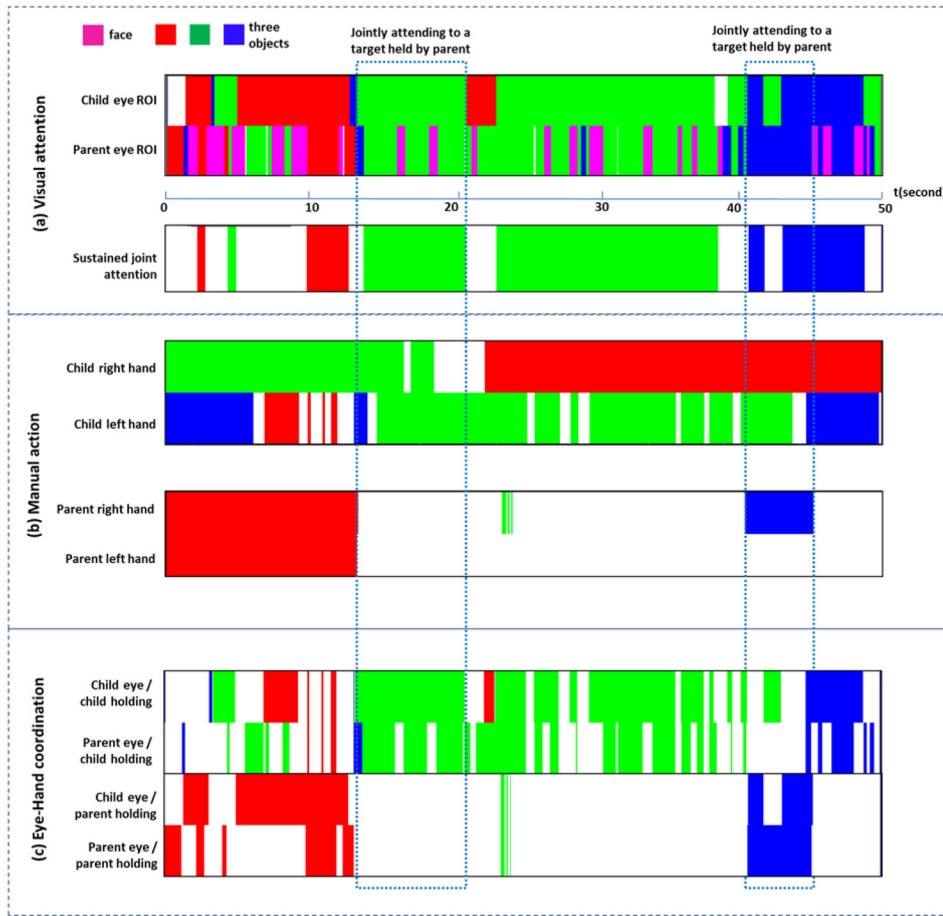 face
three
objects
Jointly attending to a
target held by parent
Jointly attending to a
target held by parent
(a) Visual attention
Child eye ROI
Parent eye ROI
t(second)
0 10 20 30 40 50
Sustained joint
attention
(b) Manual action
Child right hand
Child left hand
Parent right hand
Parent left hand
(c) Eye-Hand coordination
Child eye /
child holding
Parent eye /
child holding
Child eye /
parent holding
Parent eye /
parent holding